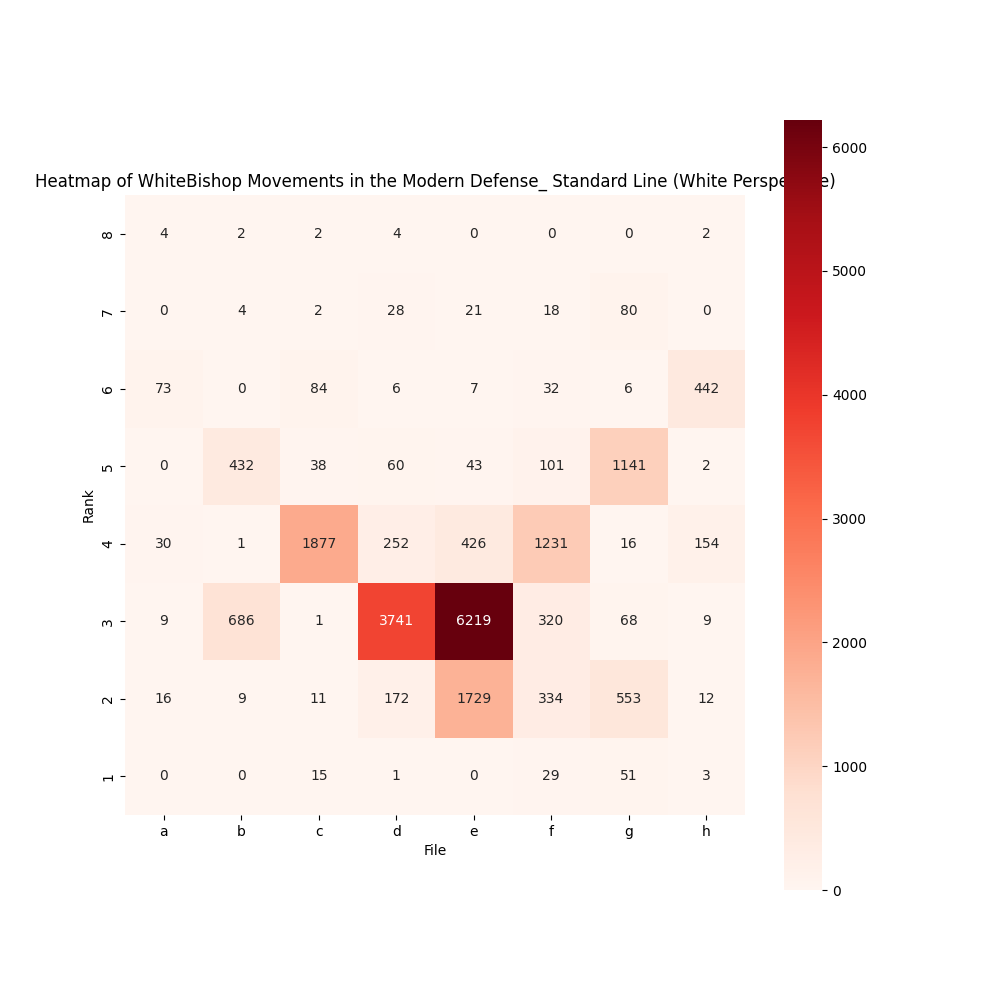 Heatmap of WhiteBishop Movements in the Modern Defense_ Standard Line (White Perspective)
8 4 2 2 4 0 0 0 2
7 0 4 2 28 21 18 80 0
6 73 0 84 6 7 32 6 442
5 0 432 38 60 43 101 1141 2
Rank
4 30 1 1877 252 426 1231 16 154
3 9 686 1 3741 6219 320 68 9
2 16 9 11 172 1729 334 553 12
1 0 0 15 1 0 29 51 3
a b c d e f g h
File
6000
5000
4000
3000
2000
1000
0